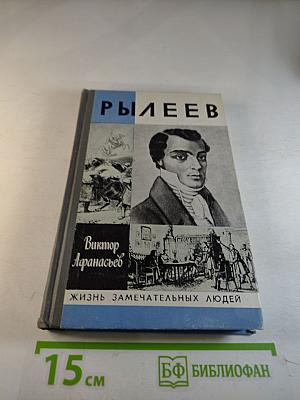 РЫЛЕЕВ
Виктор
Афанасьев
ЖИЗНЬ ЗАМЕЧАТЕЛЬНЫХ ЛЮДЕЙ
15 см
БФ БИБЛИОФАН